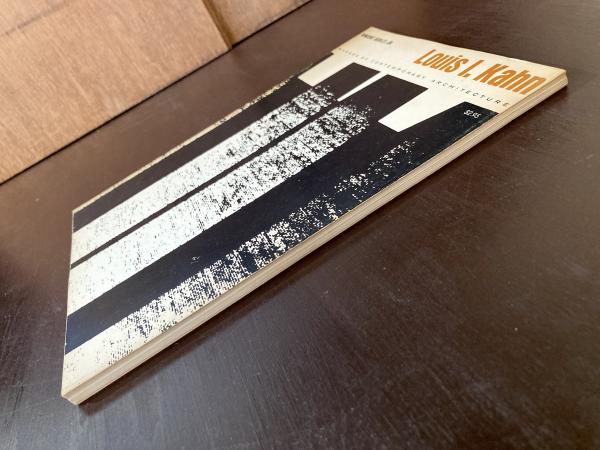 Louis I. Kahn
MAKERS OF CONTEMPORARY ARCHITECTURE
$2.95